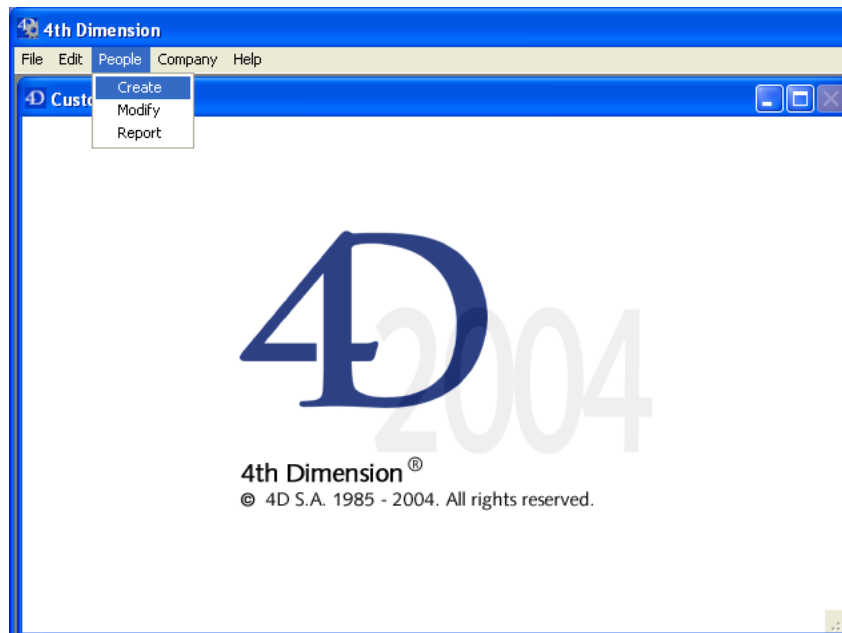 4th Dimension
File Edit People Company Help
Create
Modify
Report
4D
4D
2004
4th Dimension ®
© 4D S.A. 1985 - 2004. All rights reserved.